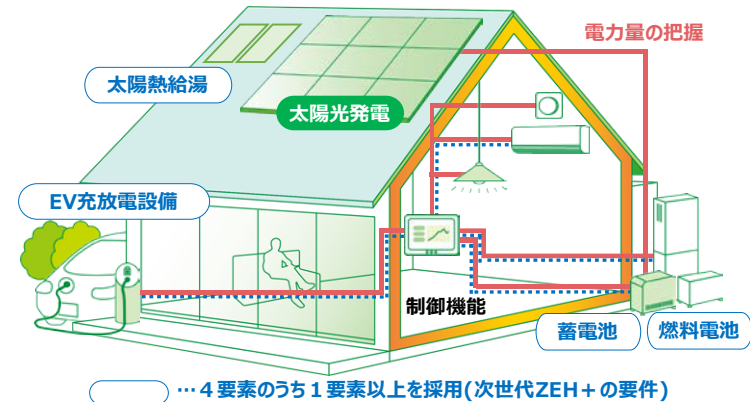 電力量の把握
太陽熱給湯
太陽光発電
EV充放電設備
制御機能
蓄電池
燃料電池
…４要素のうち１要素以上を採用(次世代ZEH+の要件)